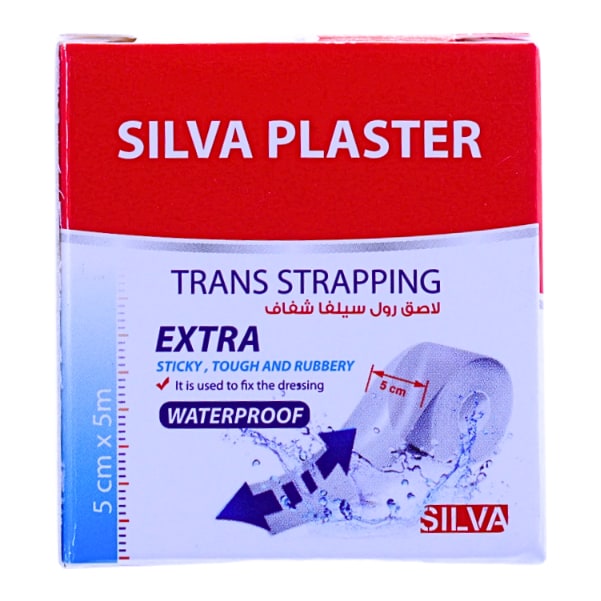 SILVA PLASTER
TRANS STRAPPING
لاصق رول سيلفا شفاف
EXTRA
STICKY , TOUGH AND RUBBERY
It is used to fix the dressing
WATERPROOF
5 cm
5 cm x 5m
SILVA